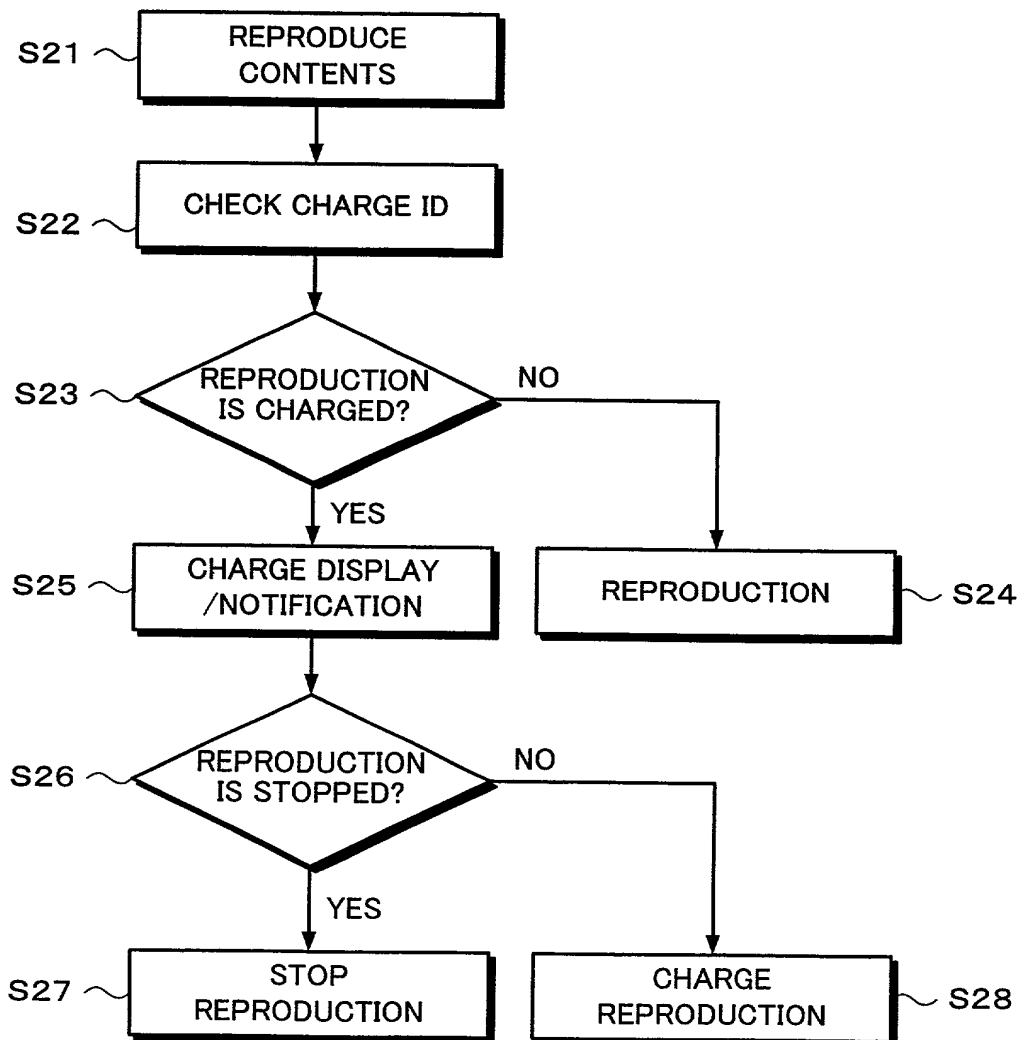 S21
REPRODUCE
CONTENTS
S22
CHECK CHARGE ID
S23
REPRODUCTION
IS CHARGED?
NO
YES
S25
CHARGE DISPLAY
/NOTIFICATION
REPRODUCTION
S24
S26
REPRODUCTION
IS STOPPED?
NO
YES
S27
STOP
REPRODUCTION
CHARGE
REPRODUCTION
S28